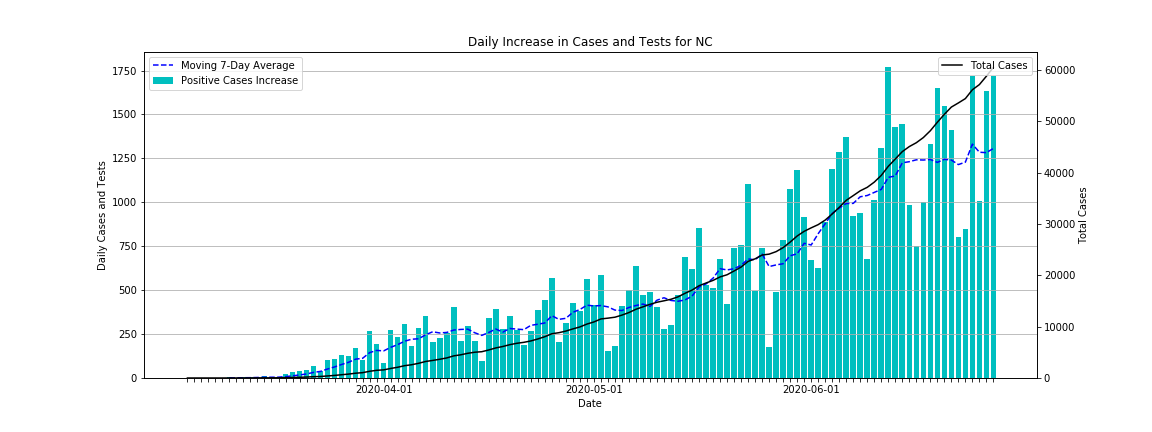 Daily Increase in Cases and Tests for NC
Moving 7-Day Average
Positive Cases Increase
Total Cases
Daily Cases and Tests
1750
1500
1250
1000
750
500
250
0
60000
50000
40000
30000
20000
10000
0
Total Cases
2020-04-01
2020-05-01
2020-06-01
Date